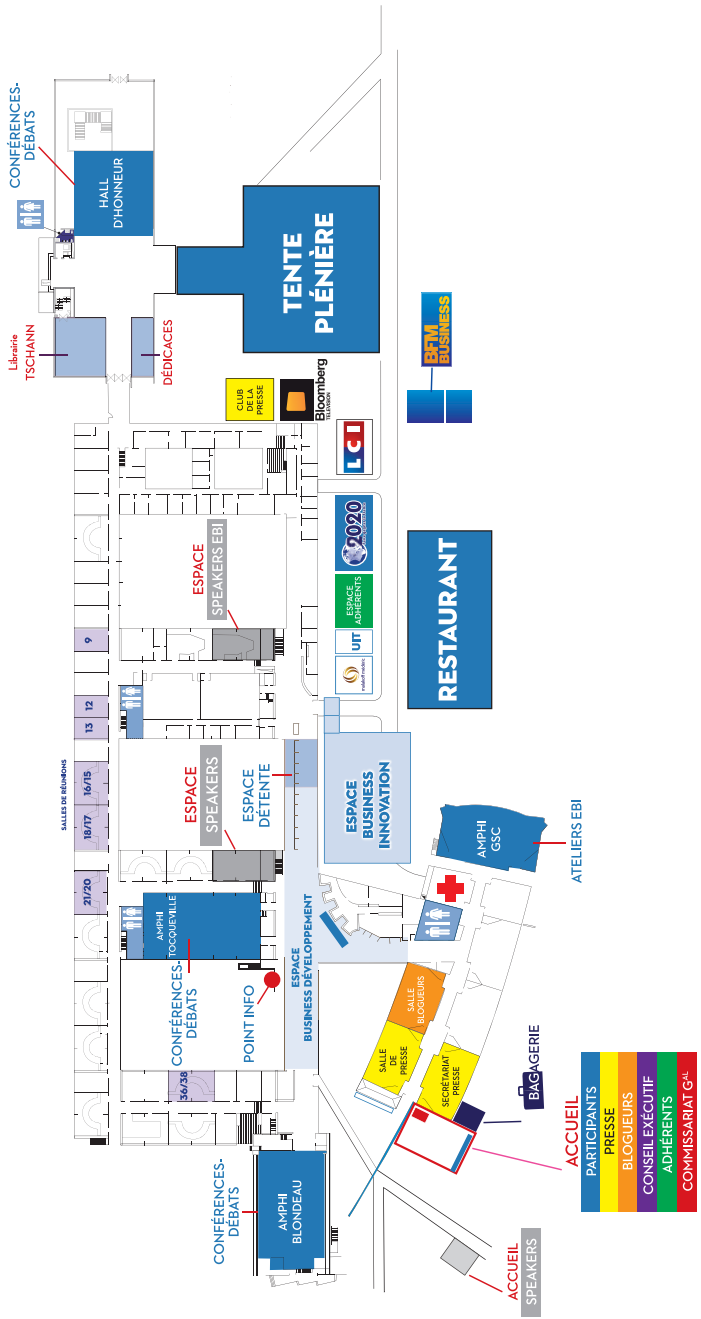 CONFÉRENCES-
DÉBATS
HALL
D'HONNEUR
Librairie
TSCHANN
DÉDICACES
TENTE
PLÉNIÈRE
CLUB
DE LA
PRESSE
Bloomberg
TELEVISION
LCI
BFM
BUSINESS
2020
ESPACE
ADHÉRENTS
UIT
malakoff médéric
RESTAURANT
ESPACE
SPEAKERS EBI
9
12
13
16/15
18/17
21/20
SALLES DE RÉUNIONS
ESPACE
SPEAKERS
ESPACE
DÉTENTE
ESPACE
BUSINESS
INNOVATION
AMPHI
TOCQUEVILLE
CONFÉRENCES-
DÉBATS
POINT INFO
ESPACE
BUSINESS DÉVELOPPEMENT
36/38
AMPHI
GSC
ATELIERS EBI
SALLE
BLOGUEURS
SALLE
DE
PRESSE
SECRÉTARIAT
PRESSE
BAGAGERIE
CONFÉRENCES-
DÉBATS
AMPHI
BLONDEAU
ACCUEIL
PARTICIPANTS
PRESSE
BLOGUEURS
CONSEIL EXÉCUTIF
ADHÉRENTS
COMMISSARIAT GAL
ACCUEIL
SPEAKERS